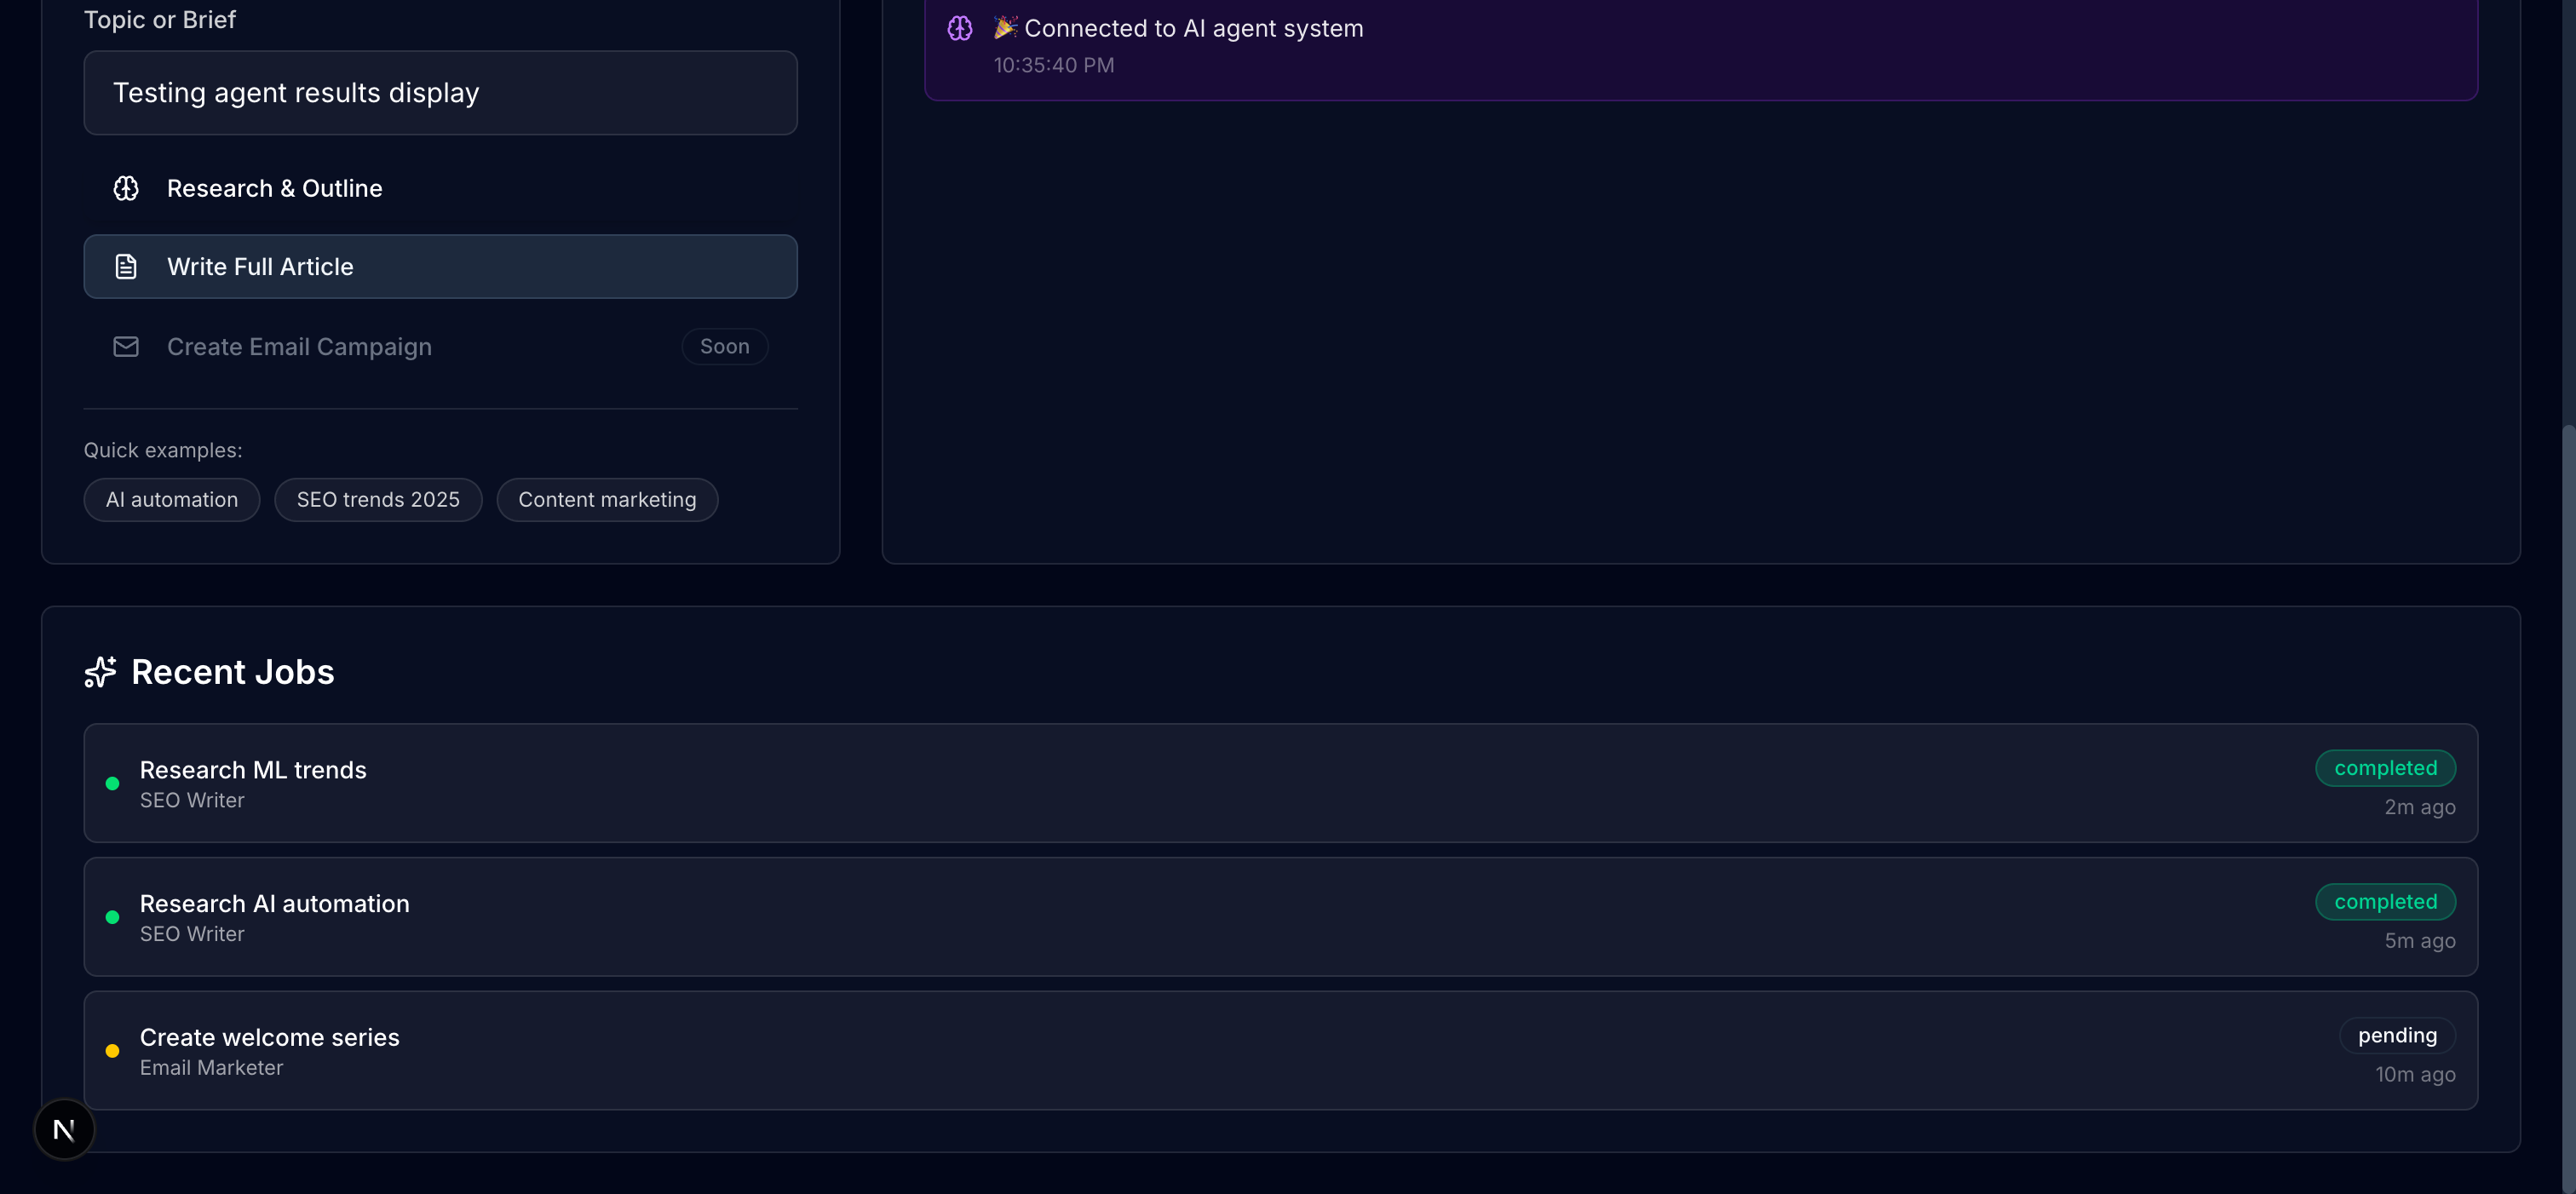 Topic or Brief
Testing agent results display
Research & Outline
Write Full Article
Create Email Campaign
Soon
Quick examples:
AI automation
SEO trends 2025
Content marketing
🎉 Connected to AI agent system
10:35:40 PM
Recent Jobs
Research ML trends
SEO Writer
completed
2m ago
Research AI automation
SEO Writer
completed
5m ago
Create welcome series
Email Marketer
pending
10m ago
N